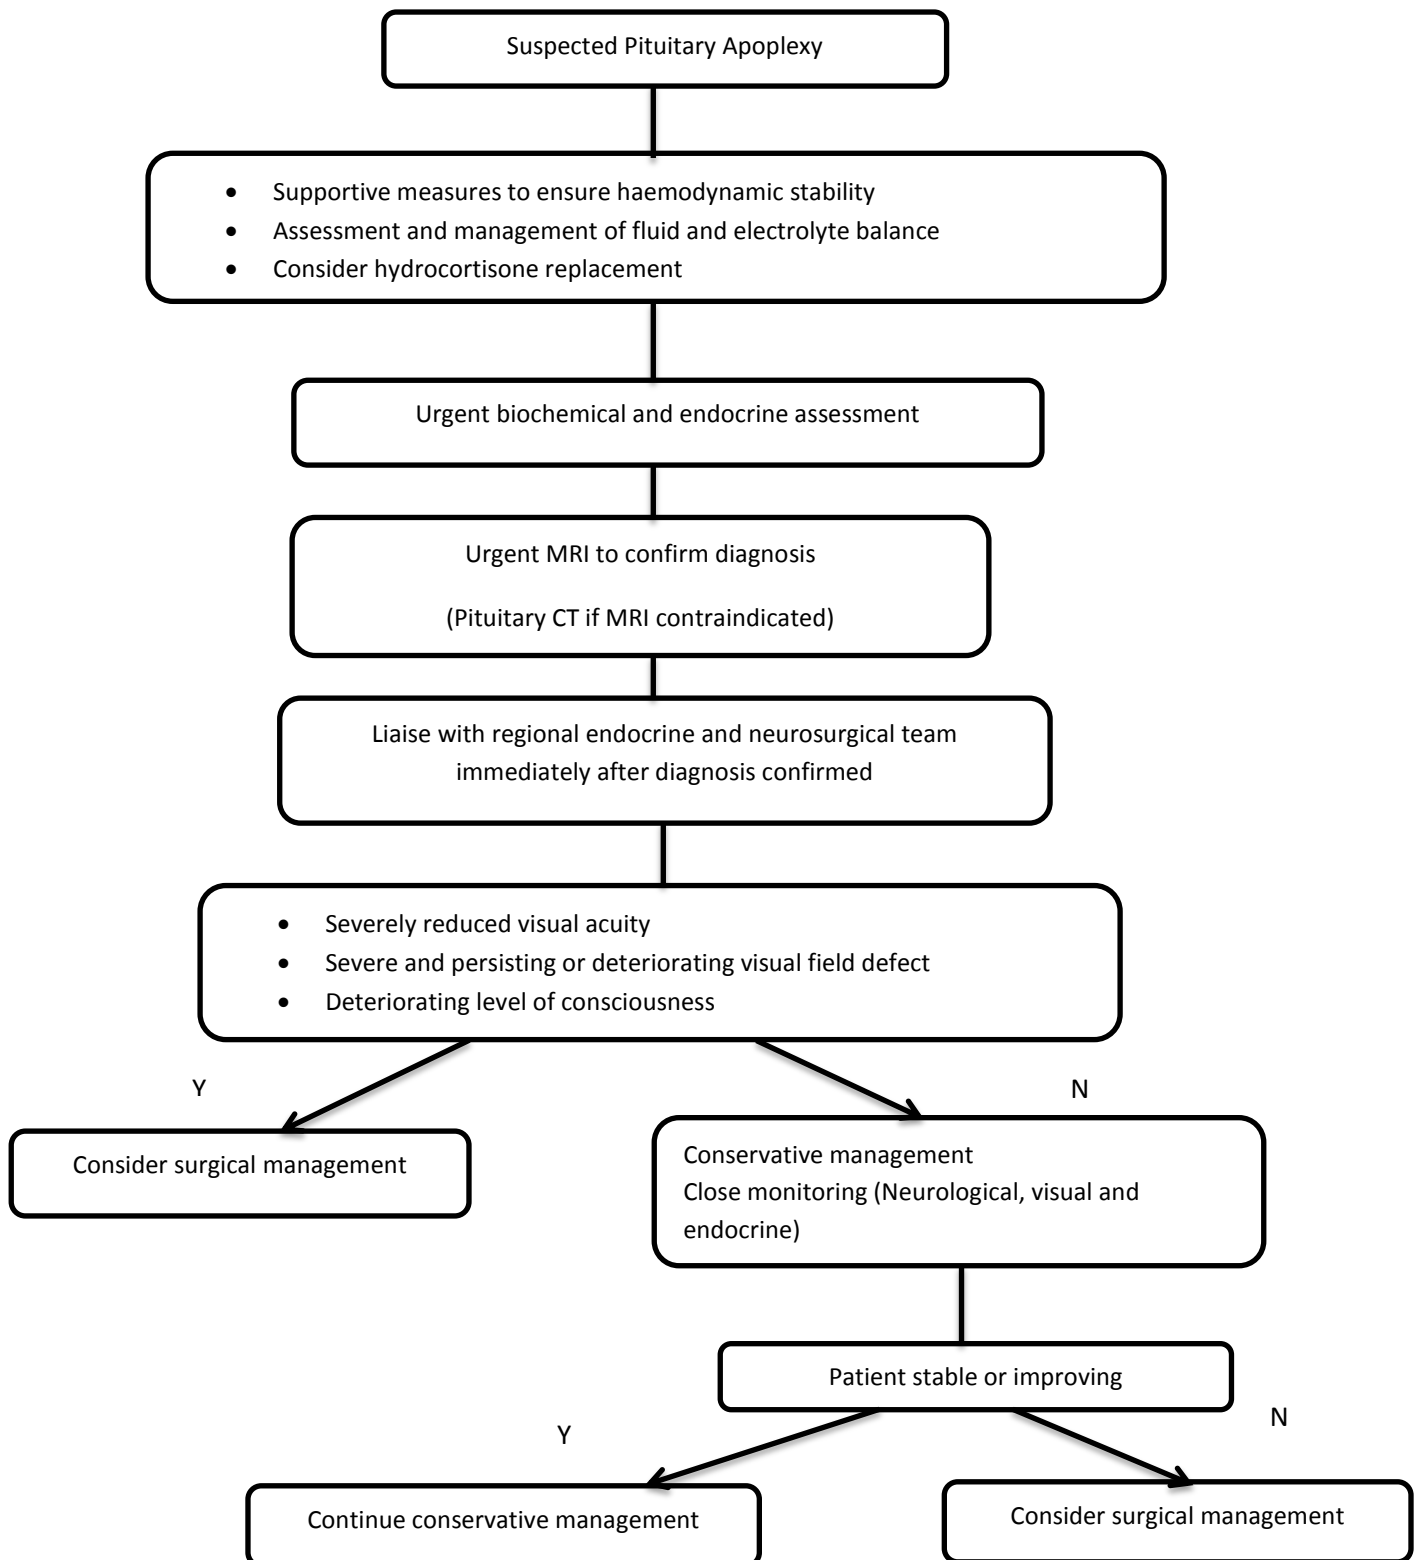 Suspected Pituitary Apoplexy
• Supportive measures to ensure haemodynamic stability
• Assessment and management of fluid and electrolyte balance
• Consider hydrocortisone replacement
Urgent biochemical and endocrine assessment
Urgent MRI to confirm diagnosis
(Pituitary CT if MRI contraindicated)
Liaise with regional endocrine and neurosurgical team
immediately after diagnosis confirmed
• Severely reduced visual acuity
• Severe and persisting or deteriorating visual field defect
• Deteriorating level of consciousness
Y
N
Consider surgical management
Conservative management
Close monitoring (Neurological, visual and
endocrine)
Patient stable or improving
Y
N
Continue conservative management
Consider surgical management